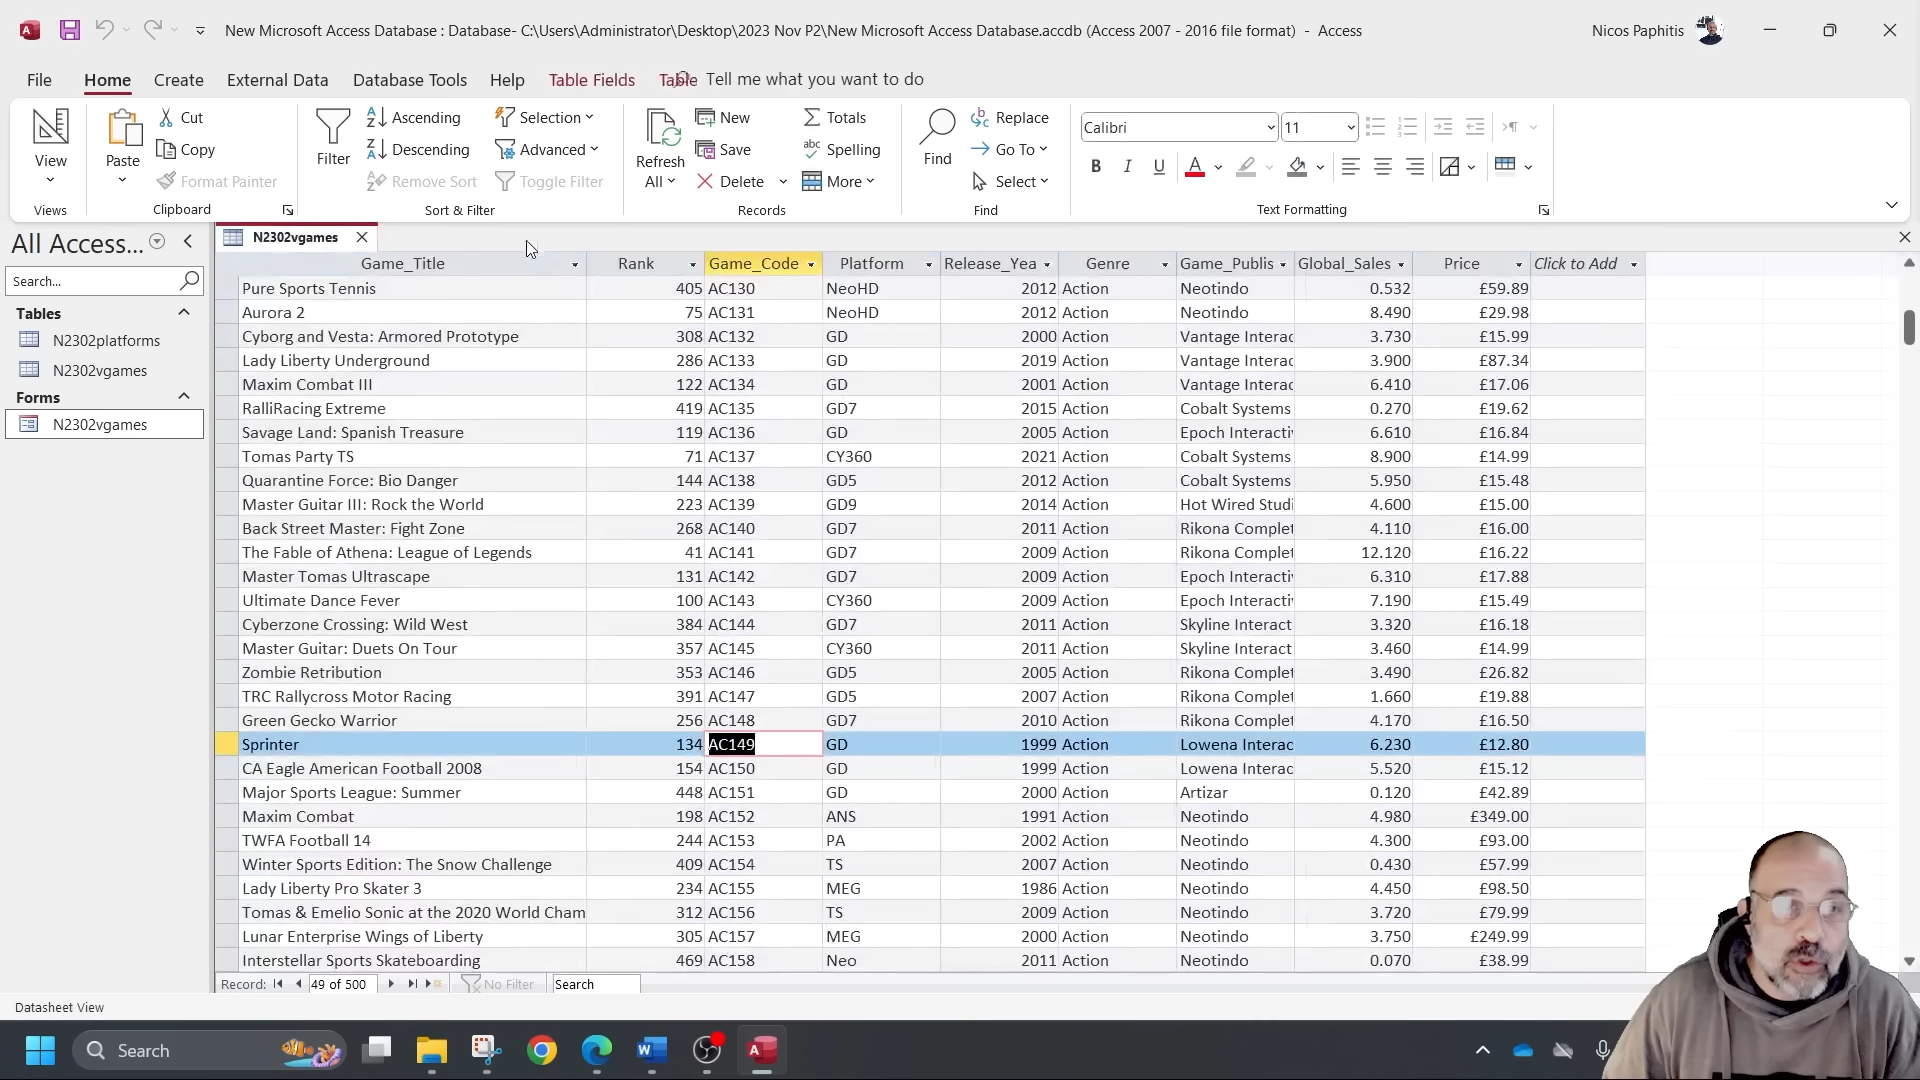 New Microsoft Access Database : Database- C:\Users\Administrator\Desktop\2023 Nov P2\New Microsoft Access Database.accdb (Access 2007 - 2016 file format) - Access
Nicos Paphitis
File Home Create External Data Database Tools Help Table Fields Table Tell me what you want to do
View
Views
Paste
Cut
Copy
Format Painter
Clipboard
Filter
Ascending
Descending
Remove Sort
Selection
Advanced
Toggle Filter
Sort & Filter
Refresh
All
New
Save
Delete
Totals
Spelling
More
Records
Find
Replace
Go To
Select
Find
Calibri 11
B I U A
Text Formatting
All Access...
Search...
Tables
N2302platforms
N2302vgames
Forms
N2302vgames
N2302vgames
Game_Title Rank Game_Code Platform Release_Yea Genre Game_Publis Global_Sales Price Click to Add
Pure Sports Tennis 405 AC130 NeoHD 2012 Action Neotindo 0.532 £59.89
Aurora 2 75 AC131 NeoHD 2012 Action Neotindo 8.490 £29.98
Cyborg and Vesta: Armored Prototype 308 AC132 GD 2000 Action Vantage Interac 3.730 £15.99
Lady Liberty Underground 286 AC133 GD 2019 Action Vantage Interac 3.900 £87.34
Maxim Combat III 122 AC134 GD 2001 Action Vantage Interac 6.410 £17.06
RalliRacing Extreme 419 AC135 GD7 2015 Action Cobalt Systems 0.270 £19.62
Savage Land: Spanish Treasure 119 AC136 GD 2005 Action Epoch Interacti 6.610 £16.84
Tomas Party TS 71 AC137 CY360 2021 Action Cobalt Systems 8.900 £14.99
Quarantine Force: Bio Danger 144 AC138 GD5 2012 Action Cobalt Systems 5.950 £15.48
Master Guitar III: Rock the World 223 AC139 GD9 2014 Action Hot Wired Studi 4.600 £15.00
Back Street Master: Fight Zone 268 AC140 GD7 2011 Action Rikona Complet 4.110 £16.00
The Fable of Athena: League of Legends 41 AC141 GD7 2009 Action Rikona Complet 12.120 £16.22
Master Tomas Ultrascape 131 AC142 GD7 2009 Action Epoch Interacti 6.310 £17.88
Ultimate Dance Fever 100 AC143 CY360 2009 Action Epoch Interacti 7.190 £15.49
Cyberzone Crossing: Wild West 384 AC144 GD7 2011 Action Skyline Interact 3.320 £16.18
Master Guitar: Duets On Tour 357 AC145 CY360 2011 Action Skyline Interact 3.460 £14.99
Zombie Retribution 353 AC146 GD5 2005 Action Rikona Complet 3.490 £26.82
TRC Rallycross Motor Racing 391 AC147 GD5 2007 Action Rikona Complet 1.660 £19.88
Green Gecko Warrior 256 AC148 GD7 2010 Action Rikona Complet 4.170 £16.50
Sprinter 134 AC149 GD 1999 Action Lowena Interac 6.230 £12.80
CA Eagle American Football 2008 154 AC150 GD 1999 Action Lowena Interac 5.520 £15.12
Major Sports League: Summer 448 AC151 GD 2000 Action Artizar 0.120 £42.89
Maxim Combat 198 AC152 ANS 1991 Action Neotindo 4.980 £349.00
TWFA Football 14 244 AC153 PA 2002 Action Neotindo 4.300 £93.00
Winter Sports Edition: The Snow Challenge 409 AC154 TS 2007 Action Neotindo 0.430 £57.99
Lady Liberty Pro Skater 3 234 AC155 MEG 1986 Action Neotindo 4.450 £98.50
Tomas & Emelio Sonic at the 2020 World Cham 312 AC156 TS 2009 Action Neotindo 3.720 £79.99
Lunar Enterprise Wings of Liberty 305 AC157 MEG 2000 Action Neotindo 3.750 £249.99
Interstellar Sports Skateboarding 469 AC158 Neo 2011 Action Neotindo 0.070 £38.99
Record: 49 of 500 No Filter Search
Datasheet View
Search